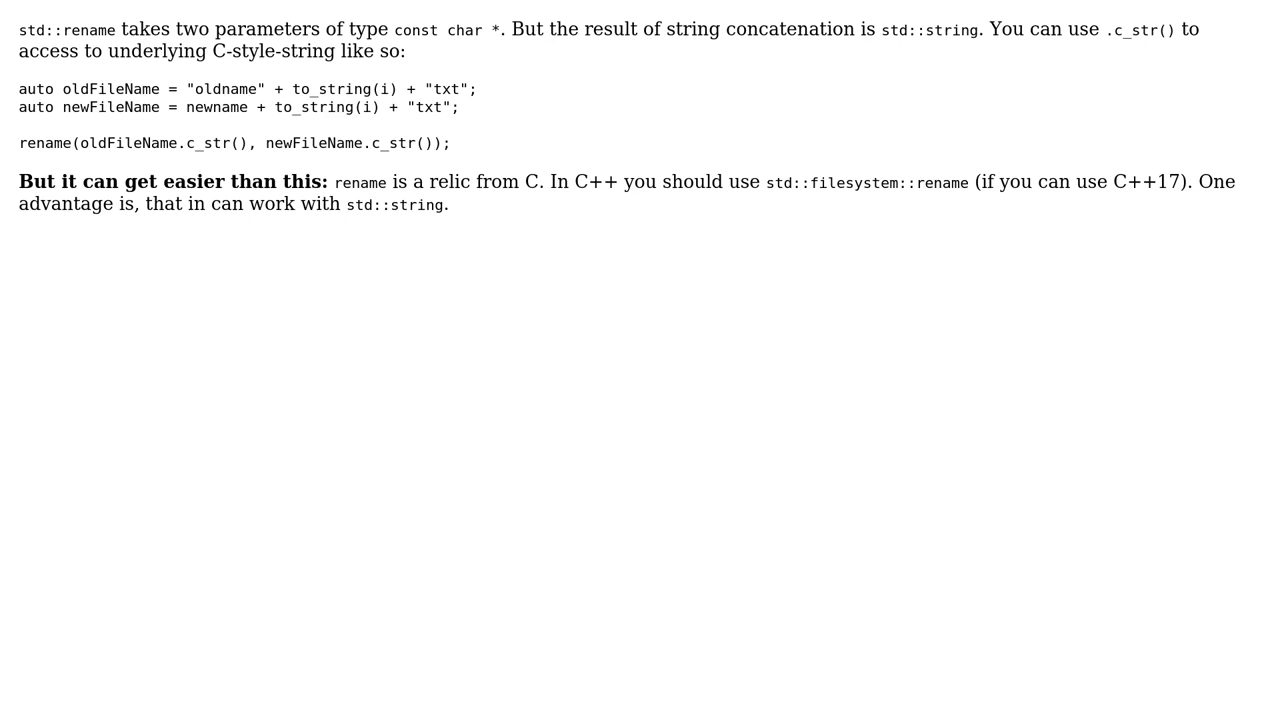 std::rename takes two parameters of type const char *. But the result of string concatenation is std::string. You can use .c_str() to
access to underlying C-style-string like so:
auto oldFileName = "oldname" + to_string(i) + "txt";
auto newFileName = newname + to_string(i) + "txt";
rename(oldFileName.c_str(), newFileName.c_str());
But it can get easier than this: rename is a relic from C. In C++ you should use std::filesystem::rename (if you can use C++17). One
advantage is, that in can work with std::string.